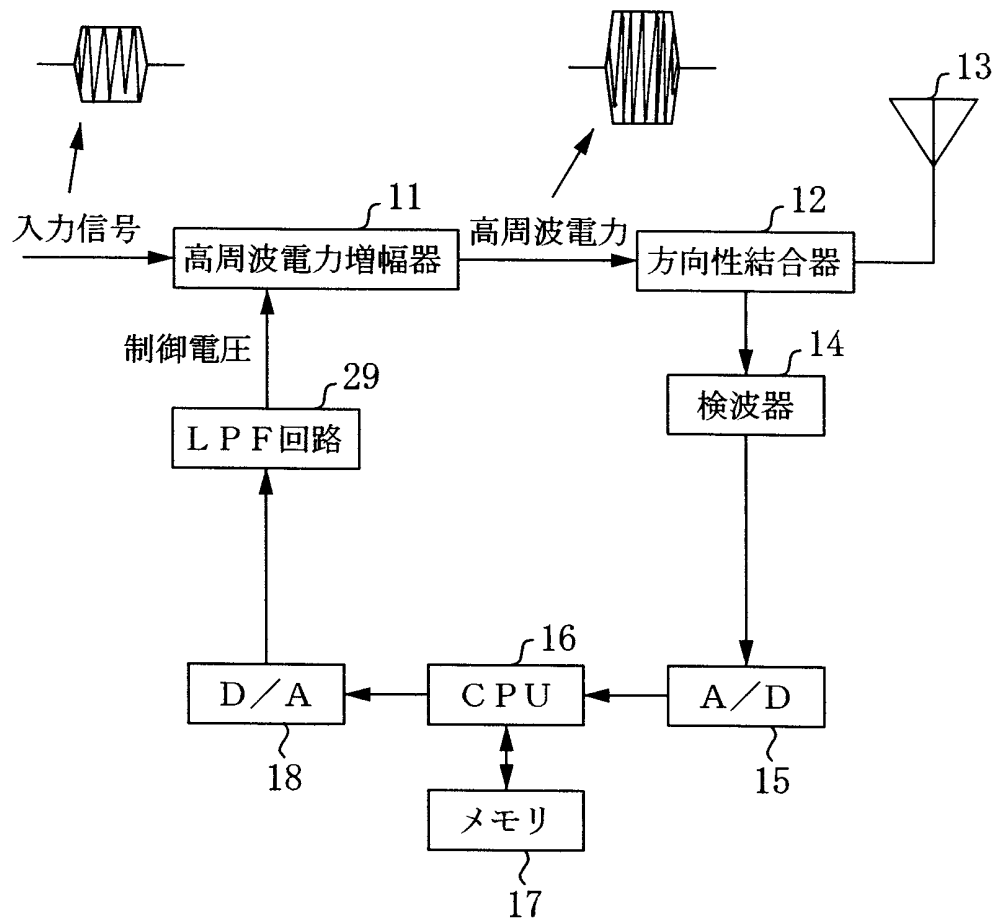 13
11
12
入力信号
高周波電力
高周波電力増幅器
方向性結合器
制御電圧
14
29
検波器
LPF回路
16
D/A
CPU
A/D
18
15
メモリ
17